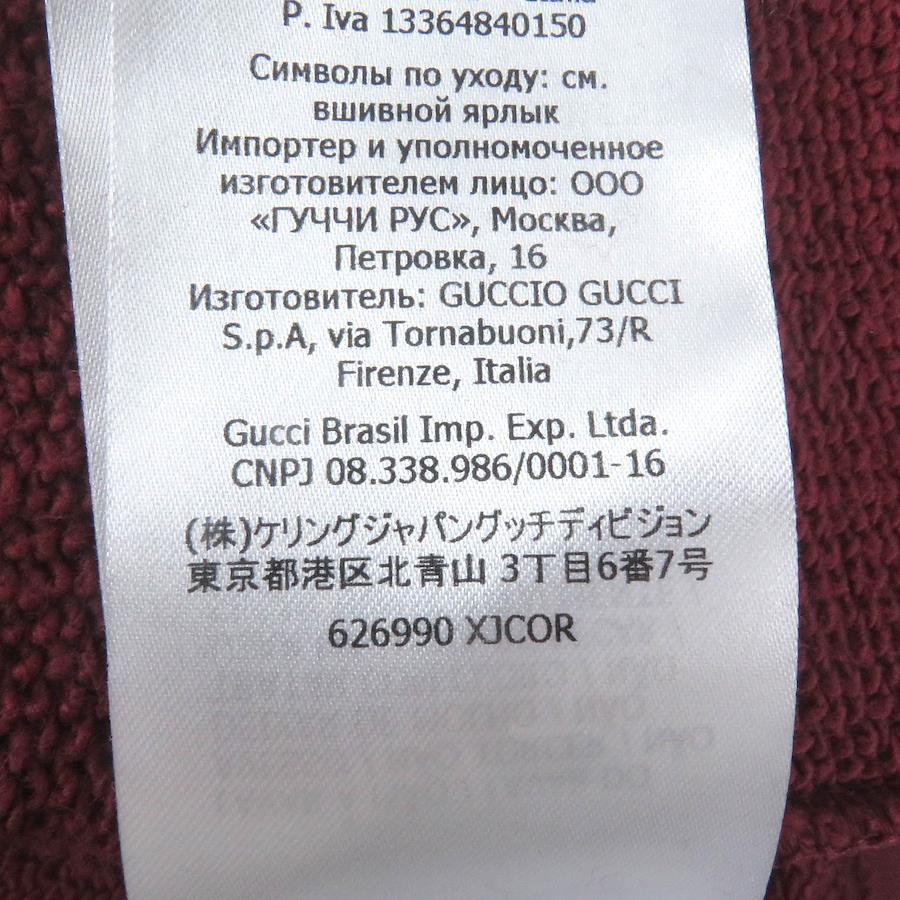 P. Iva 13364840150
Символы по уходу: см.
вшивной ярлык
Импортер и уполномоченное
изготовителем лицо: ООО
«ГУЧЧИ РУС», Москва,
Петровка, 16
Изготовитель: GUCCIO GUCCI
S.p.A, via Tornabuoni,73/R
Firenze, Italia
Gucci Brasil Imp. Exp. Ltda.
CNPJ 08.338.986/0001-16
(株)ケリングジャパングッチディビジョン
東京都港区北青山 3丁目6番7号
626990 XJCOR